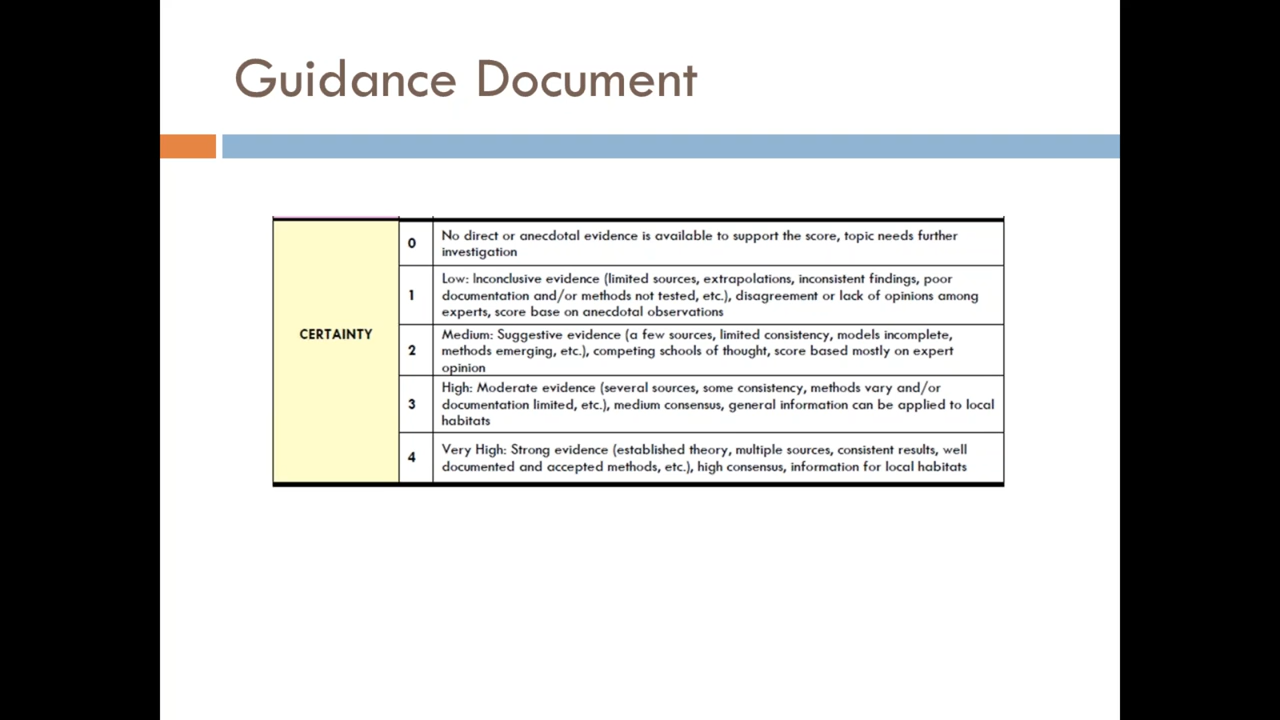 Guidance Document
CERTAINTY
0
No direct or anecdotal evidence is available to support the score, topic needs further
investigation
1
Low: Inconclusive evidence (limited sources, extrapolations, inconsistent findings, poor
documentation and/or methods not tested, etc.), disagreement or lack of opinions among
experts, score base on anecdotal observations
2
Medium: Suggestive evidence (a few sources, limited consistency, models incomplete,
methods emerging, etc.), competing schools of thought, score based mostly on expert
opinion
3
High: Moderate evidence (several sources, some consistency, methods vary and/or
documentation limited, etc.), medium consensus, general information can be applied to local
habitats
4
Very High: Strong evidence (established theory, multiple sources, consistent results, well
documented and accepted methods, etc.), high consensus, information for local habitats